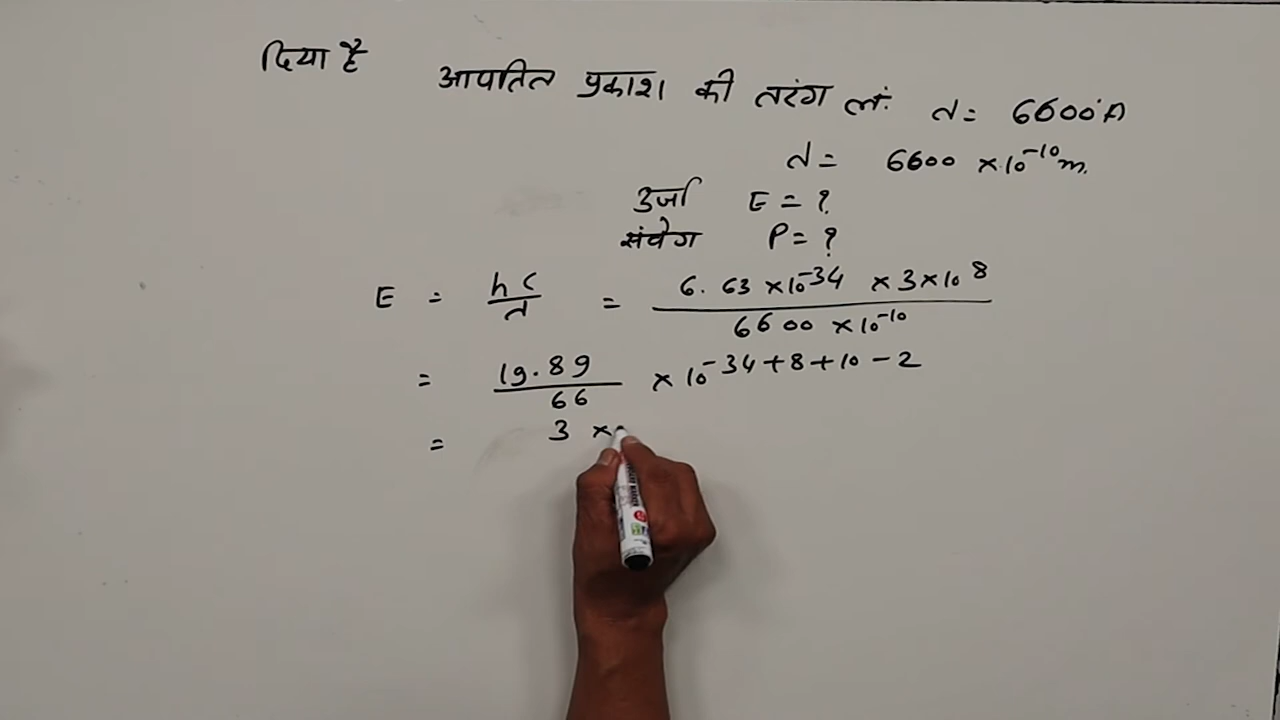 दिया है आपतित प्रकाश की तरंग लं. λ = 6600 Å
λ = 6600 × 10⁻¹⁰ m.
उर्जा E = ?
संवेग P = ?
E = hc/λ = 6.63 × 10⁻³⁴ × 3 × 10⁸ / 6600 × 10⁻¹⁰
= 19.89/66 × 10⁻³⁴⁺⁸⁺¹⁰⁻²
= 3 ×